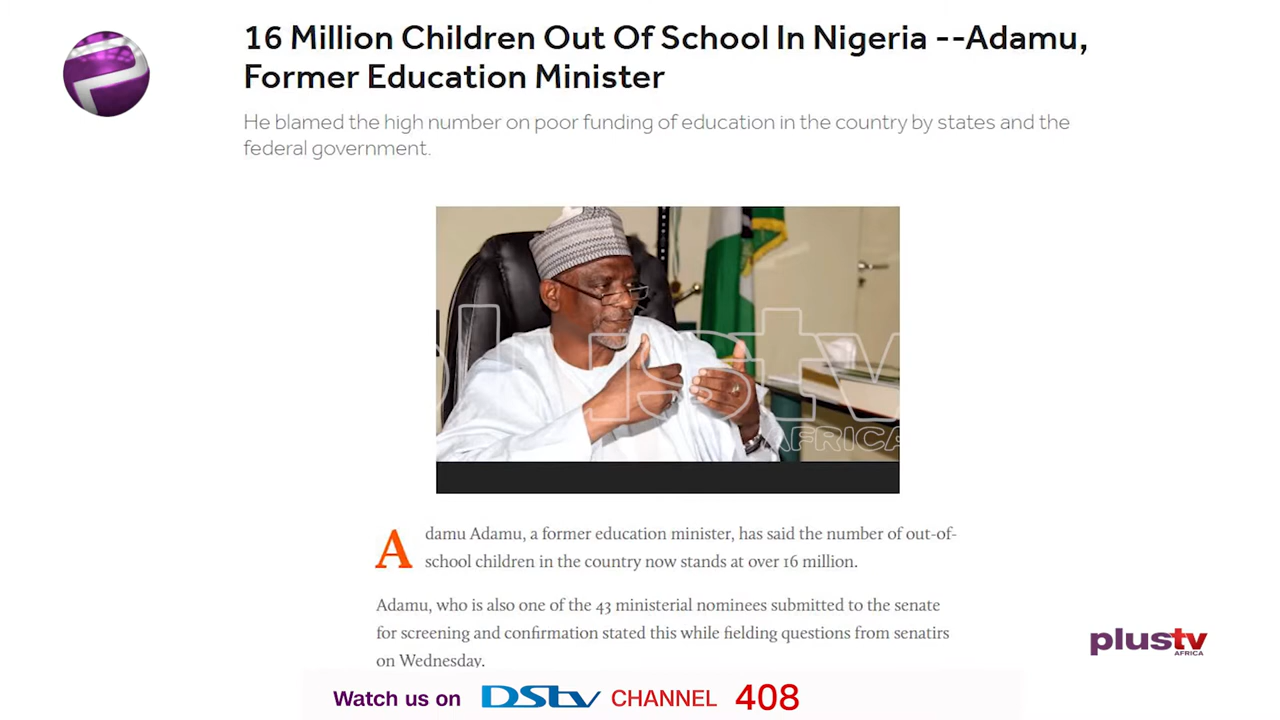 16 Million Children Out Of School In Nigeria --Adamu,
Former Education Minister
He blamed the high number on poor funding of education in the country by states and the
federal government.
plustv
AFRICA
Adamu Adamu, a former education minister, has said the number of out-of-
school children in the country now stands at over 16 million.
Adamu, who is also one of the 43 ministerial nominees submitted to the senate
for screening and confirmation stated this while fielding questions from senatirs
on Wednesday.
plustv
AFRICA
Watch us on DStv CHANNEL 408